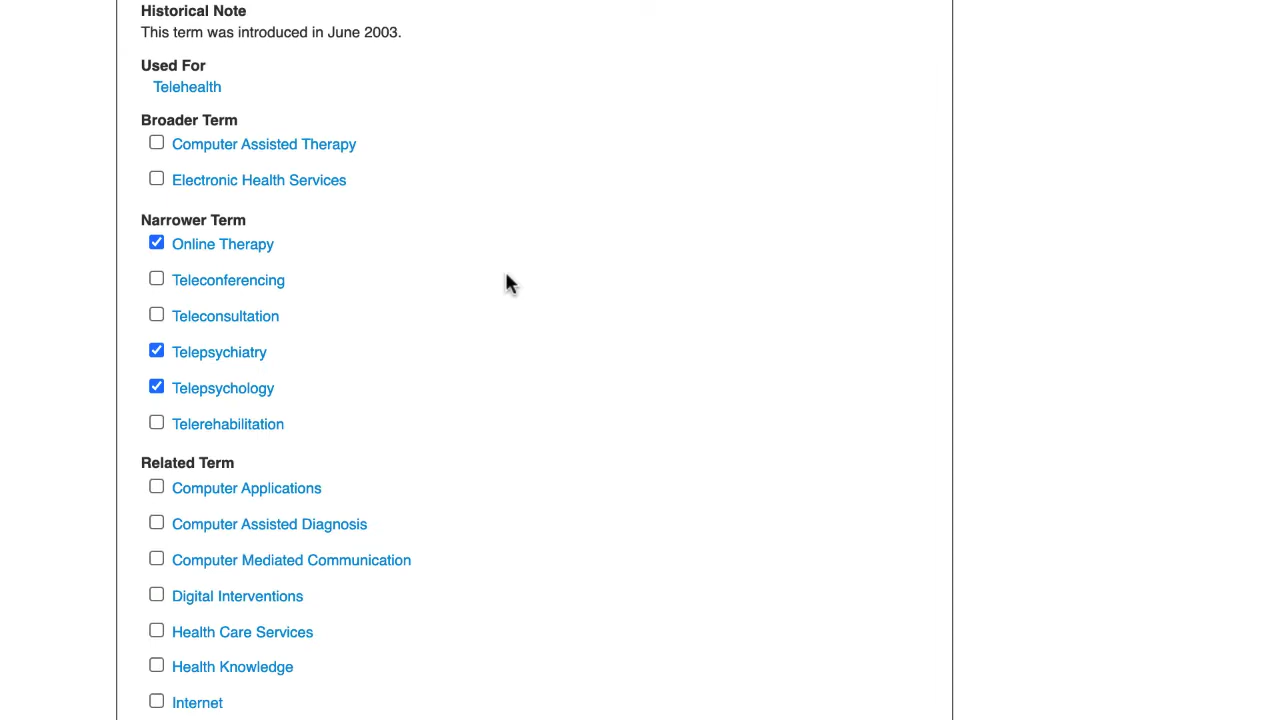 Historical Note
This term was introduced in June 2003.
Used For
Telehealth
Broader Term
Computer Assisted Therapy
Electronic Health Services
Narrower Term
Online Therapy
Teleconferencing
Teleconsultation
Telepsychiatry
Telepsychology
Telerehabilitation
Related Term
Computer Applications
Computer Assisted Diagnosis
Computer Mediated Communication
Digital Interventions
Health Care Services
Health Knowledge
Internet